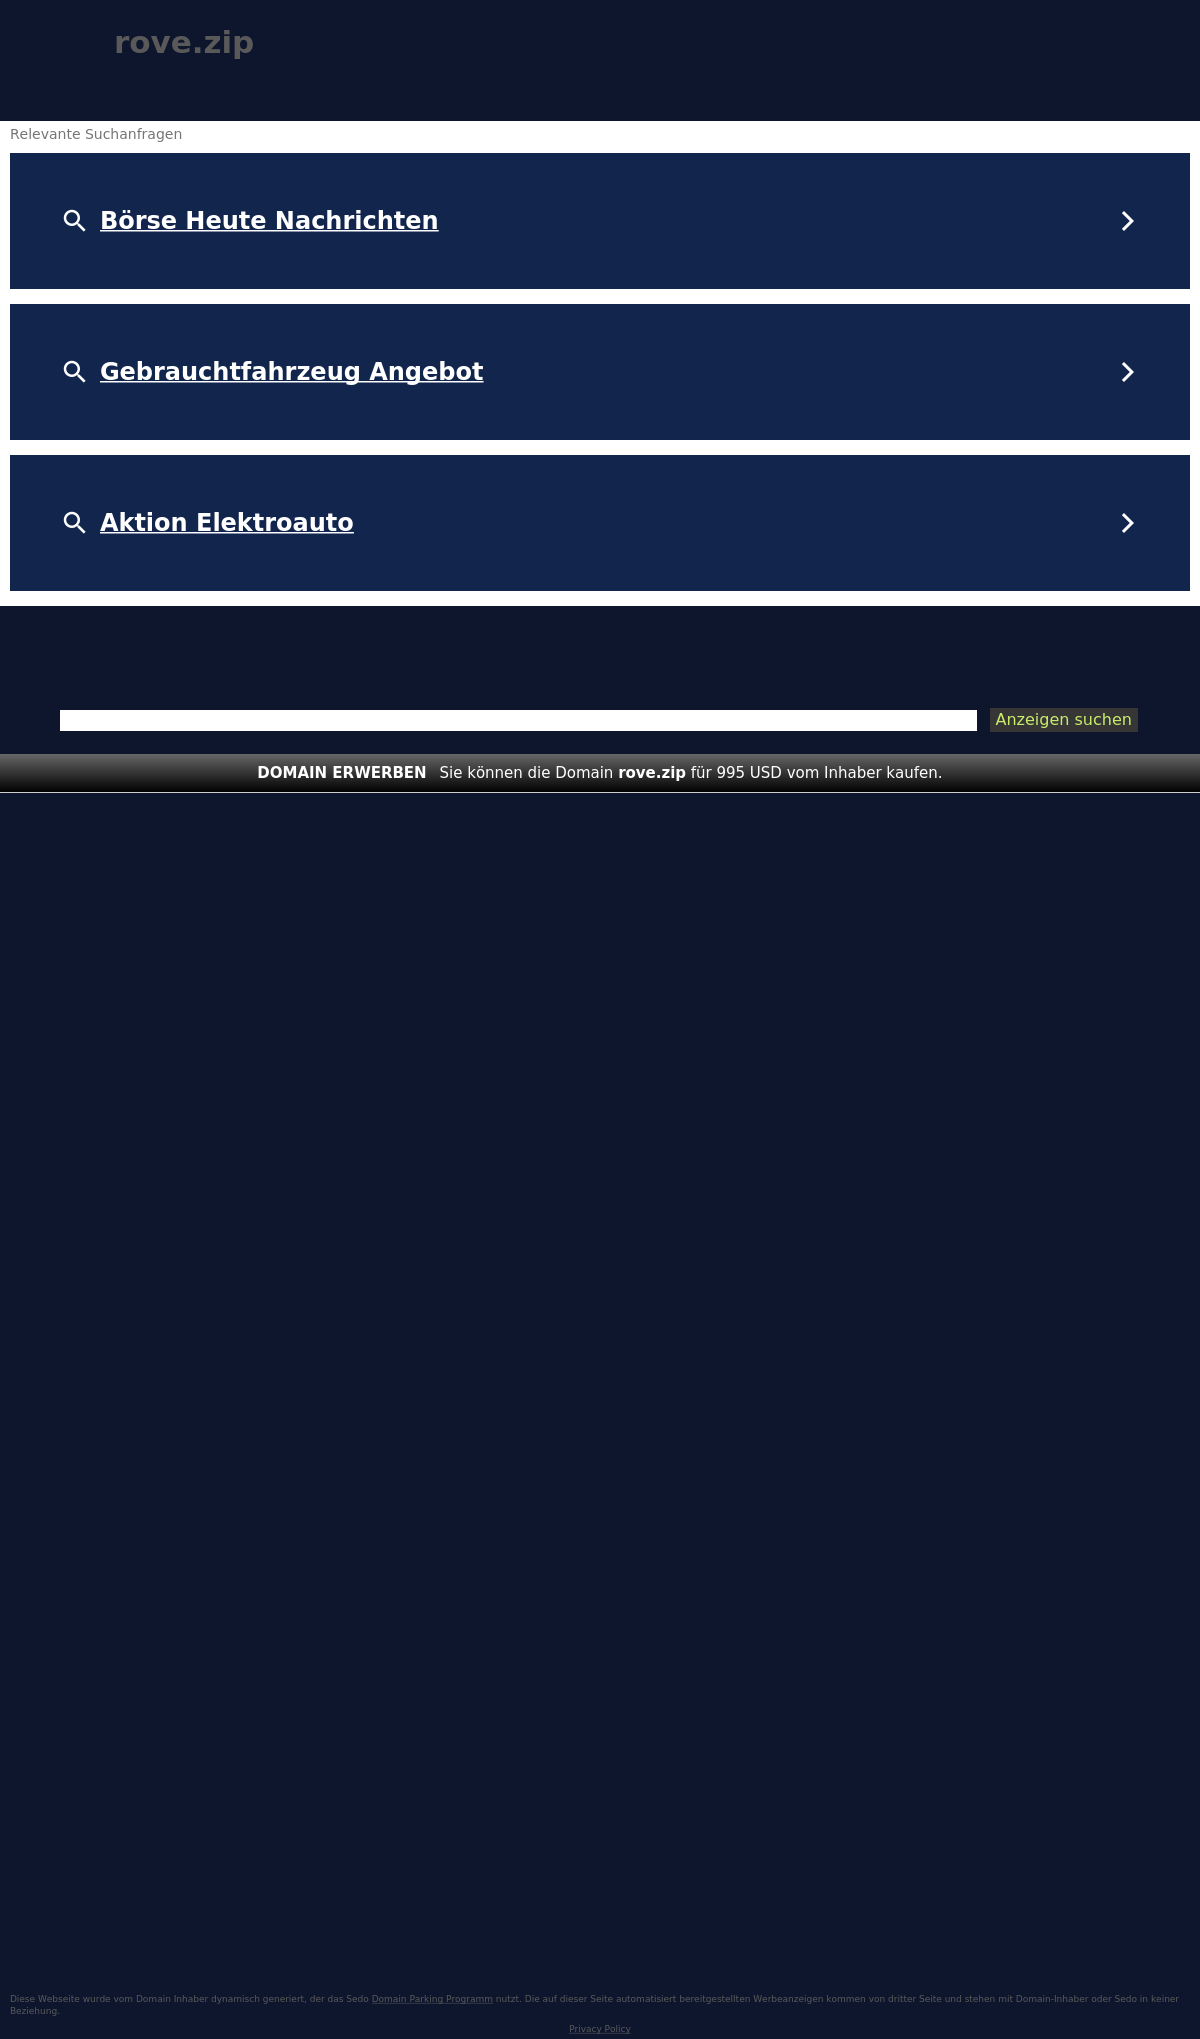 rove.zip
Relevante Suchanfragen
Börse Heute Nachrichten
Gebrauchtfahrzeug Angebot
Aktion Elektroauto
Anzeigen suchen
DOMAIN ERWERBEN Sie können die Domain rove.zip für 995 USD vom Inhaber kaufen.
Diese Webseite wurde vom Domain Inhaber dynamisch generiert, der das Sedo Domain Parking Programm nutzt. Die auf dieser Seite automatisiert bereitgestellten Werbeanzeigen kommen von dritter Seite und stehen mit Domain-Inhaber oder Sedo in keiner
Beziehung.
Privacy Policy